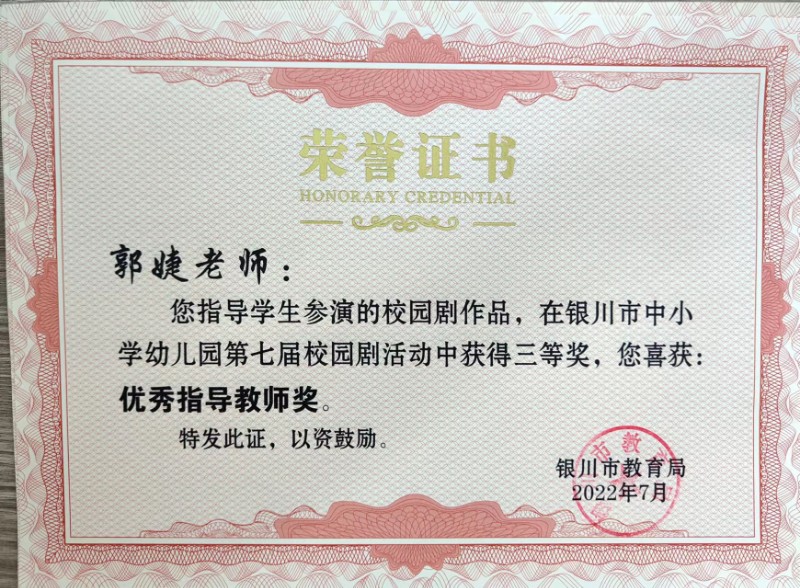 荣誉证书
HONORARY CREDENTIAL
郭婕老师：
您指导学生参演的校园剧作品，在银川市中小
学幼儿园第七届校园剧活动中获得三等奖，您喜获：
优秀指导教师奖。
特发此证，以资鼓励。
银川市教育局
2022年7月